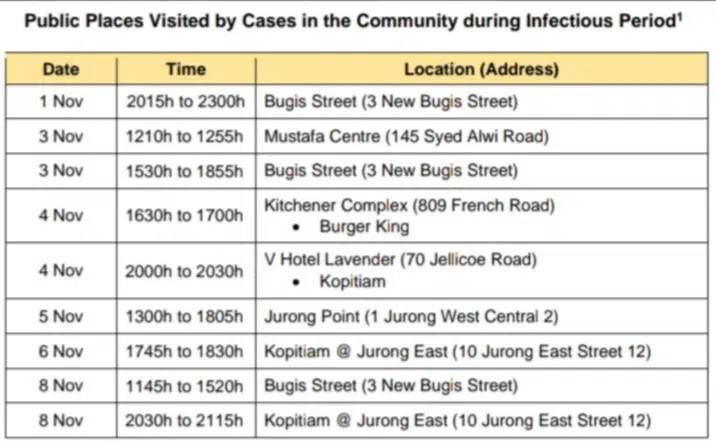 Public Places Visited by Cases in the Community during Infectious Period¹
Date Time Location (Address)
1 Nov 2015h to 2300h Bugis Street (3 New Bugis Street)
3 Nov 1210h to 1255h Mustafa Centre (145 Syed Alwi Road)
3 Nov 1530h to 1855h Bugis Street (3 New Bugis Street)
4 Nov 1630h to 1700h Kitchener Complex (809 French Road)
• Burger King
4 Nov 2000h to 2030h V Hotel Lavender (70 Jellicoe Road)
• Kopitiam
5 Nov 1300h to 1805h Jurong Point (1 Jurong West Central 2)
6 Nov 1745h to 1830h Kopitiam @ Jurong East (10 Jurong East Street 12)
8 Nov 1145h to 1520h Bugis Street (3 New Bugis Street)
8 Nov 2030h to 2115h Kopitiam @ Jurong East (10 Jurong East Street 12)